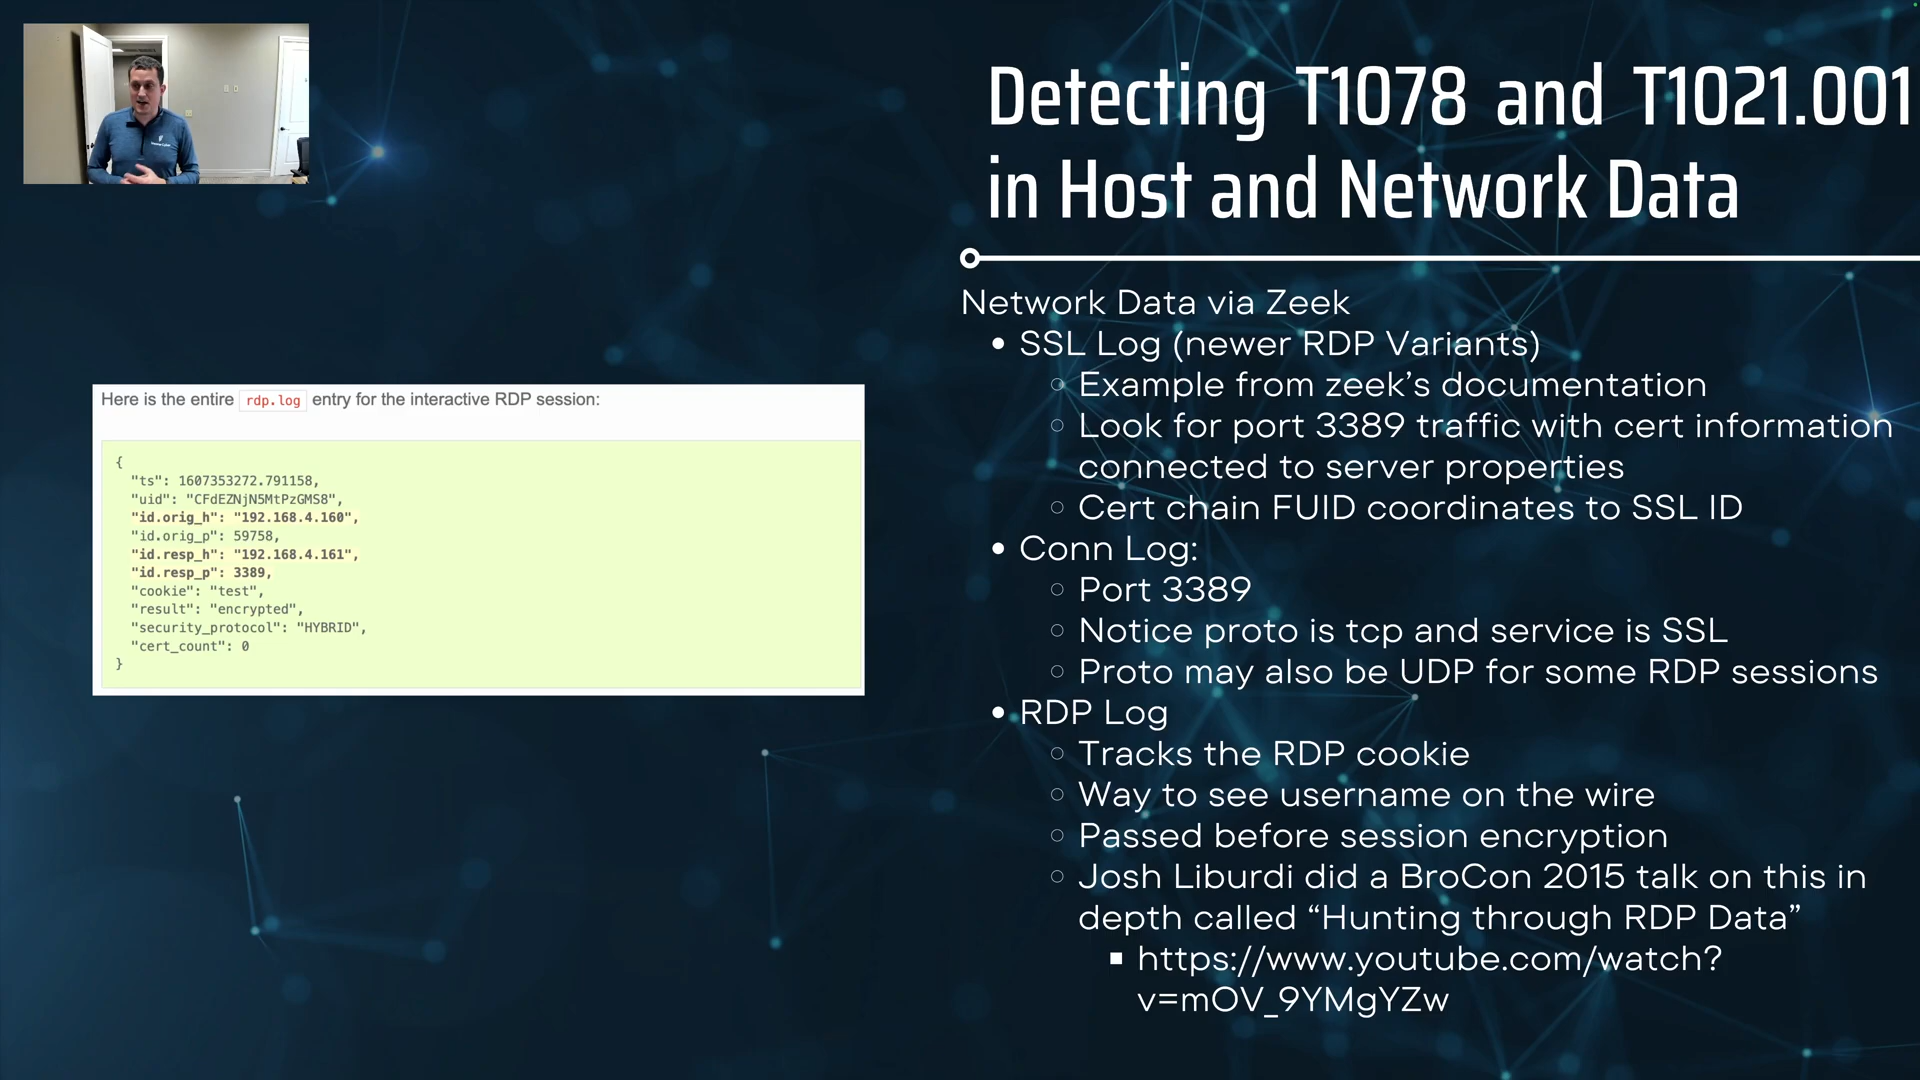 Detecting T1078 and T1021.001
in Host and Network Data
Network Data via Zeek
• SSL Log (newer RDP Variants)
○ Example from zeek’s documentation
○ Look for port 3389 traffic with cert information
connected to server properties
○ Cert chain FUID coordinates to SSL ID
• Conn Log:
○ Port 3389
○ Notice proto is tcp and service is SSL
○ Proto may also be UDP for some RDP sessions
• RDP Log
○ Tracks the RDP cookie
○ Way to see username on the wire
○ Passed before session encryption
○ Josh Liburdi did a BroCon 2015 talk on this in
depth called “Hunting through RDP Data”
▪ https://www.youtube.com/watch?
v=mOV_9YMgYZw
Here is the entire rdp.log entry for the interactive RDP session:
{
"ts": 1607353272.791158,
"uid": "CFdEZNjN5MtPzGMS8",
"id.orig_h": "192.168.4.160",
"id.orig_p": 59758,
"id.resp_h": "192.168.4.161",
"id.resp_p": 3389,
"cookie": "test",
"result": "encrypted",
"security_protocol": "HYBRID",
"cert_count": 0
}